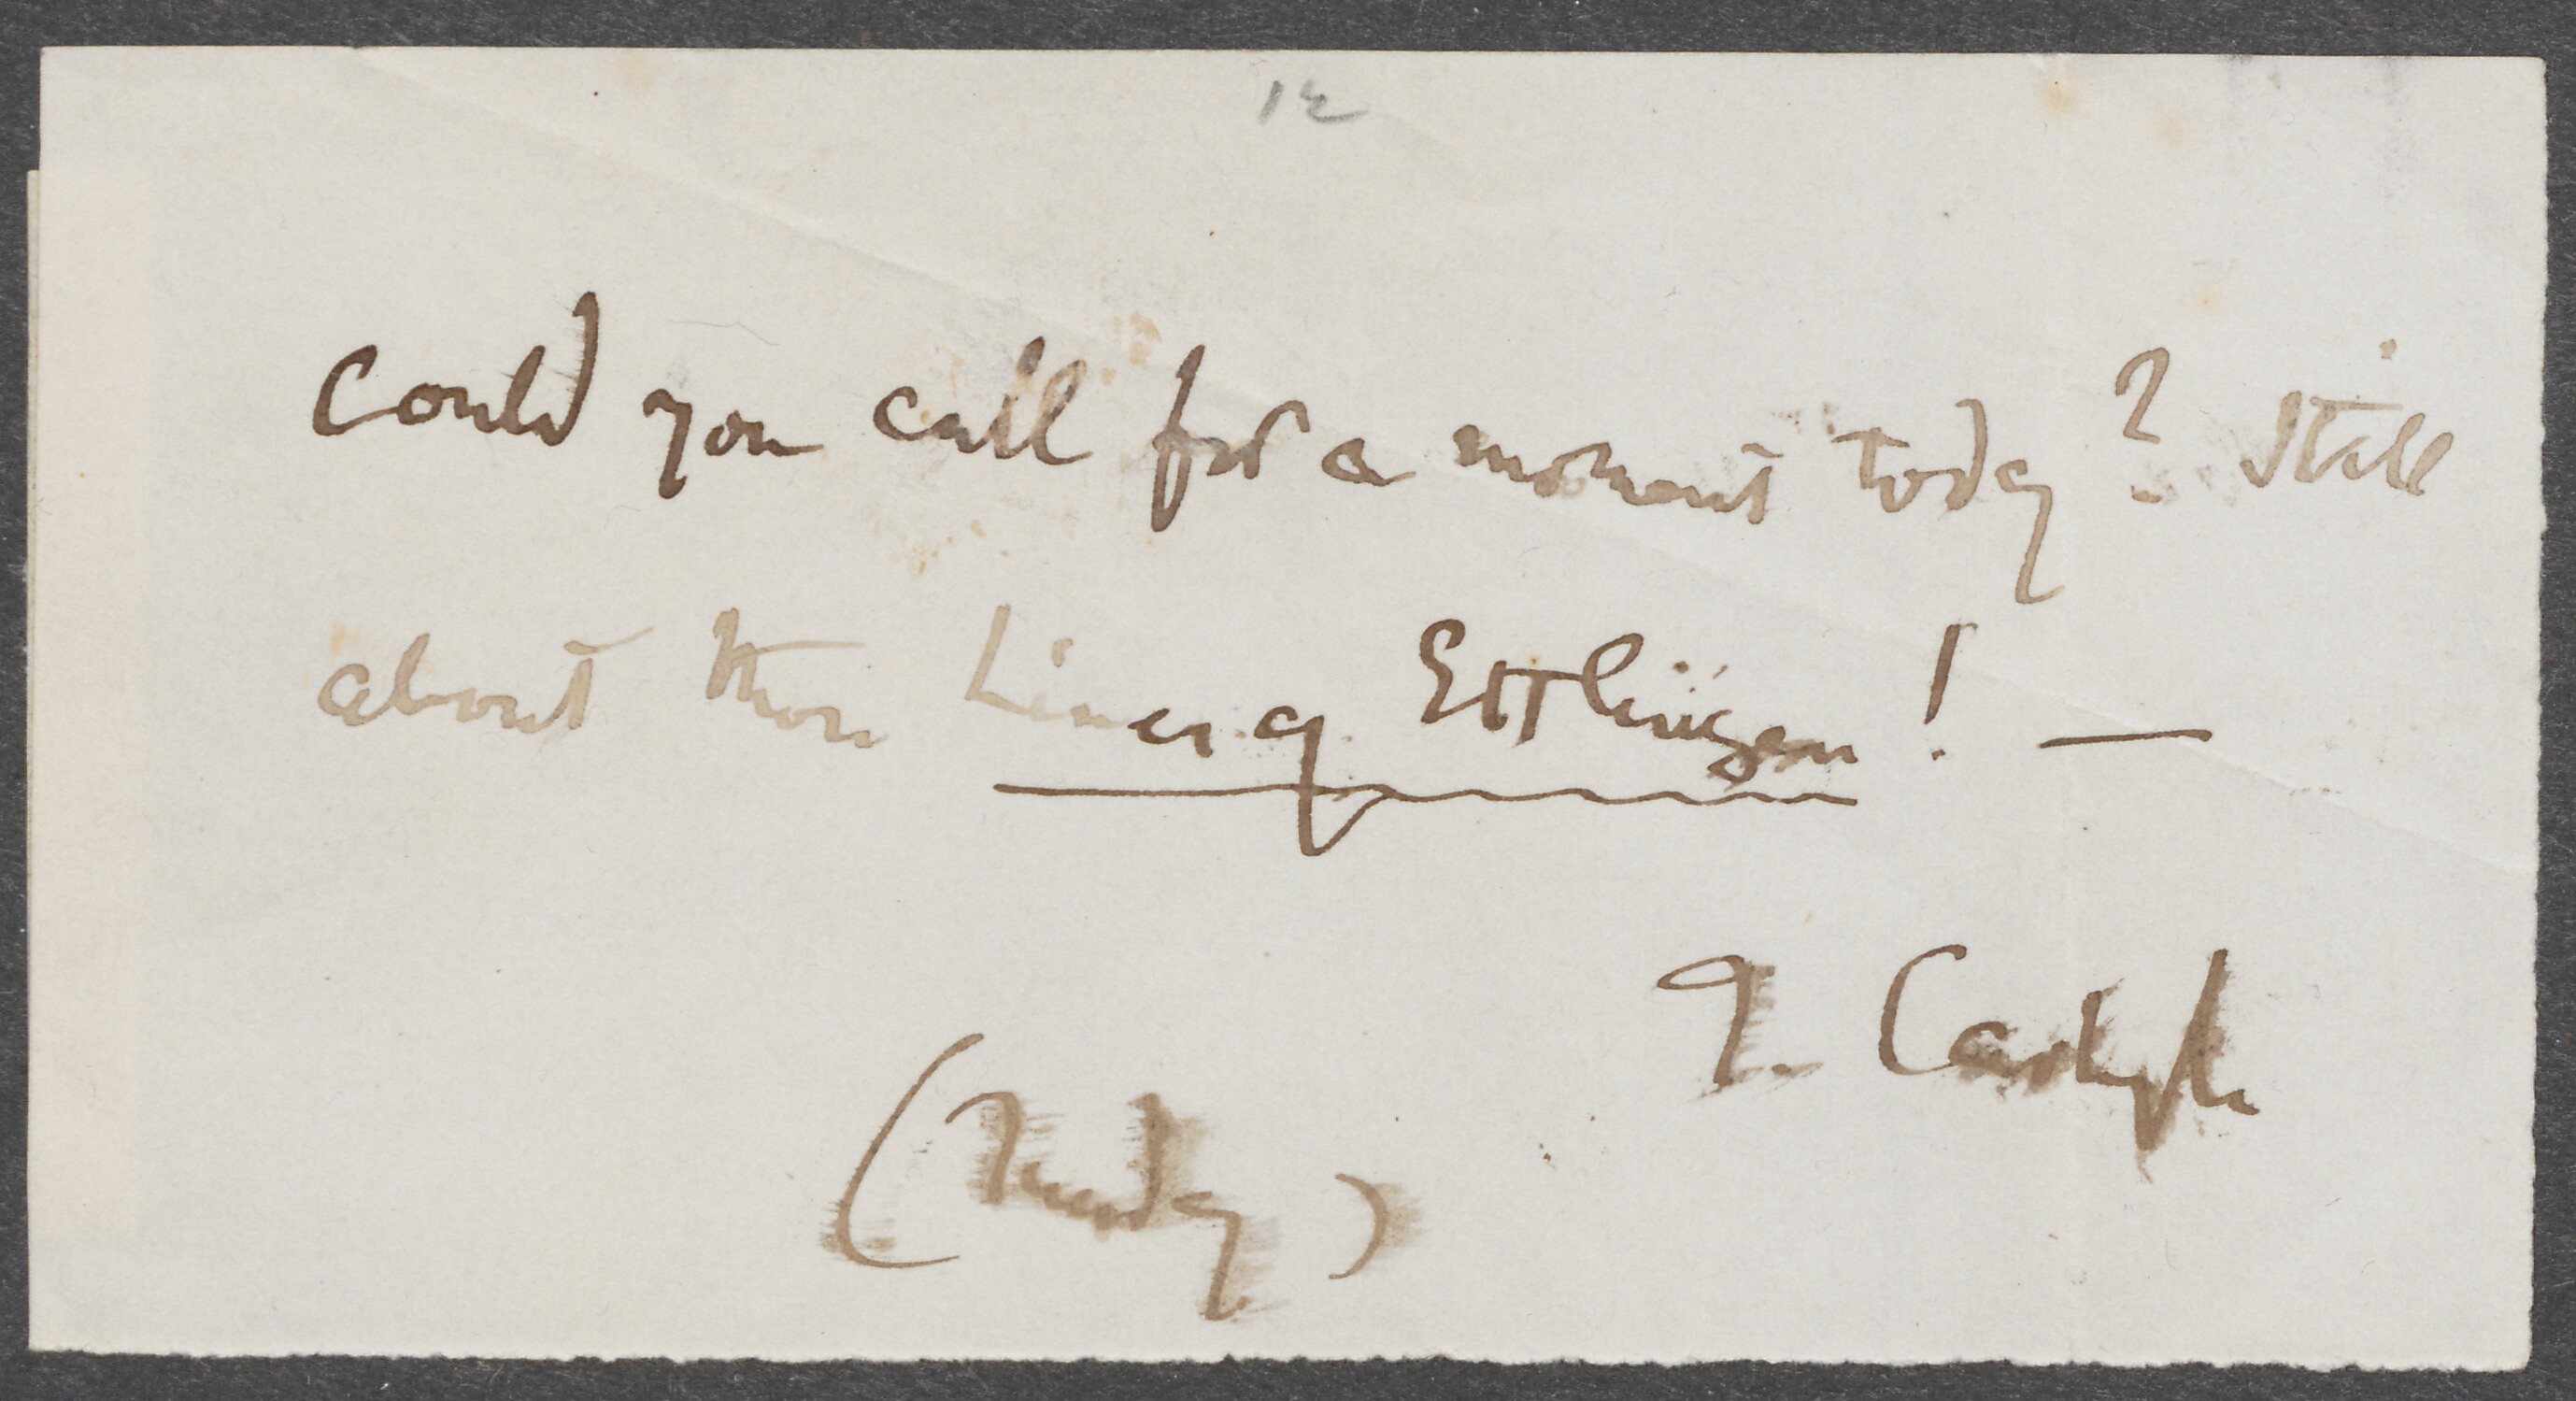 12
Could you call for a moment today? Still
about those Lines of Ettlingen! —
T. Carlyle
(Tuesday)